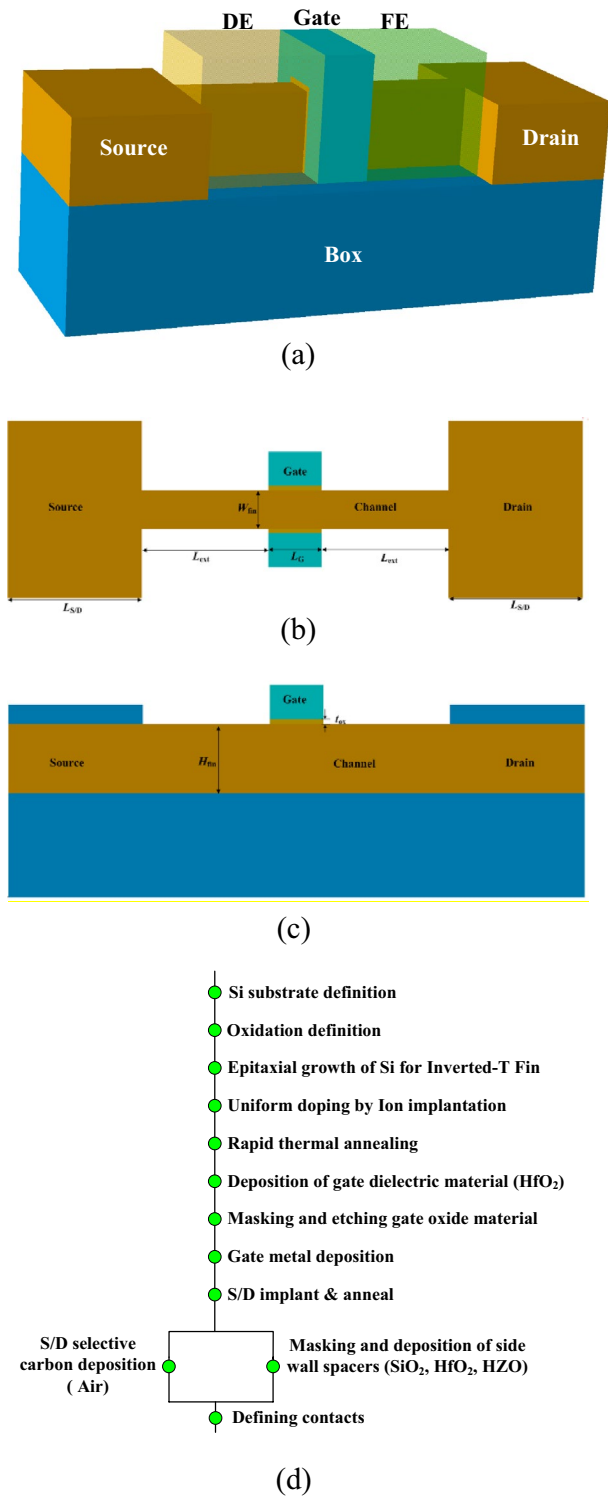 DE Gate FE
Source
Drain
Box
(a)
Gate
Source
W_fin
Channel
Drain
L_ext
L_G
L_ext
L_S/D
L_S/D
(b)
Gate
t_ox
Source
H_fin
Channel
Drain
(c)
Si substrate definition
Oxidation definition
Epitaxial growth of Si for Inverted-T Fin
Uniform doping by Ion implantation
Rapid thermal annealing
Deposition of gate dielectric material (HfO₂)
Masking and etching gate oxide material
Gate metal deposition
S/D implant & anneal
S/D selective
carbon deposition
( Air)
Masking and deposition of side
wall spacers (SiO₂, HfO₂, HZO)
Defining contacts
(d)